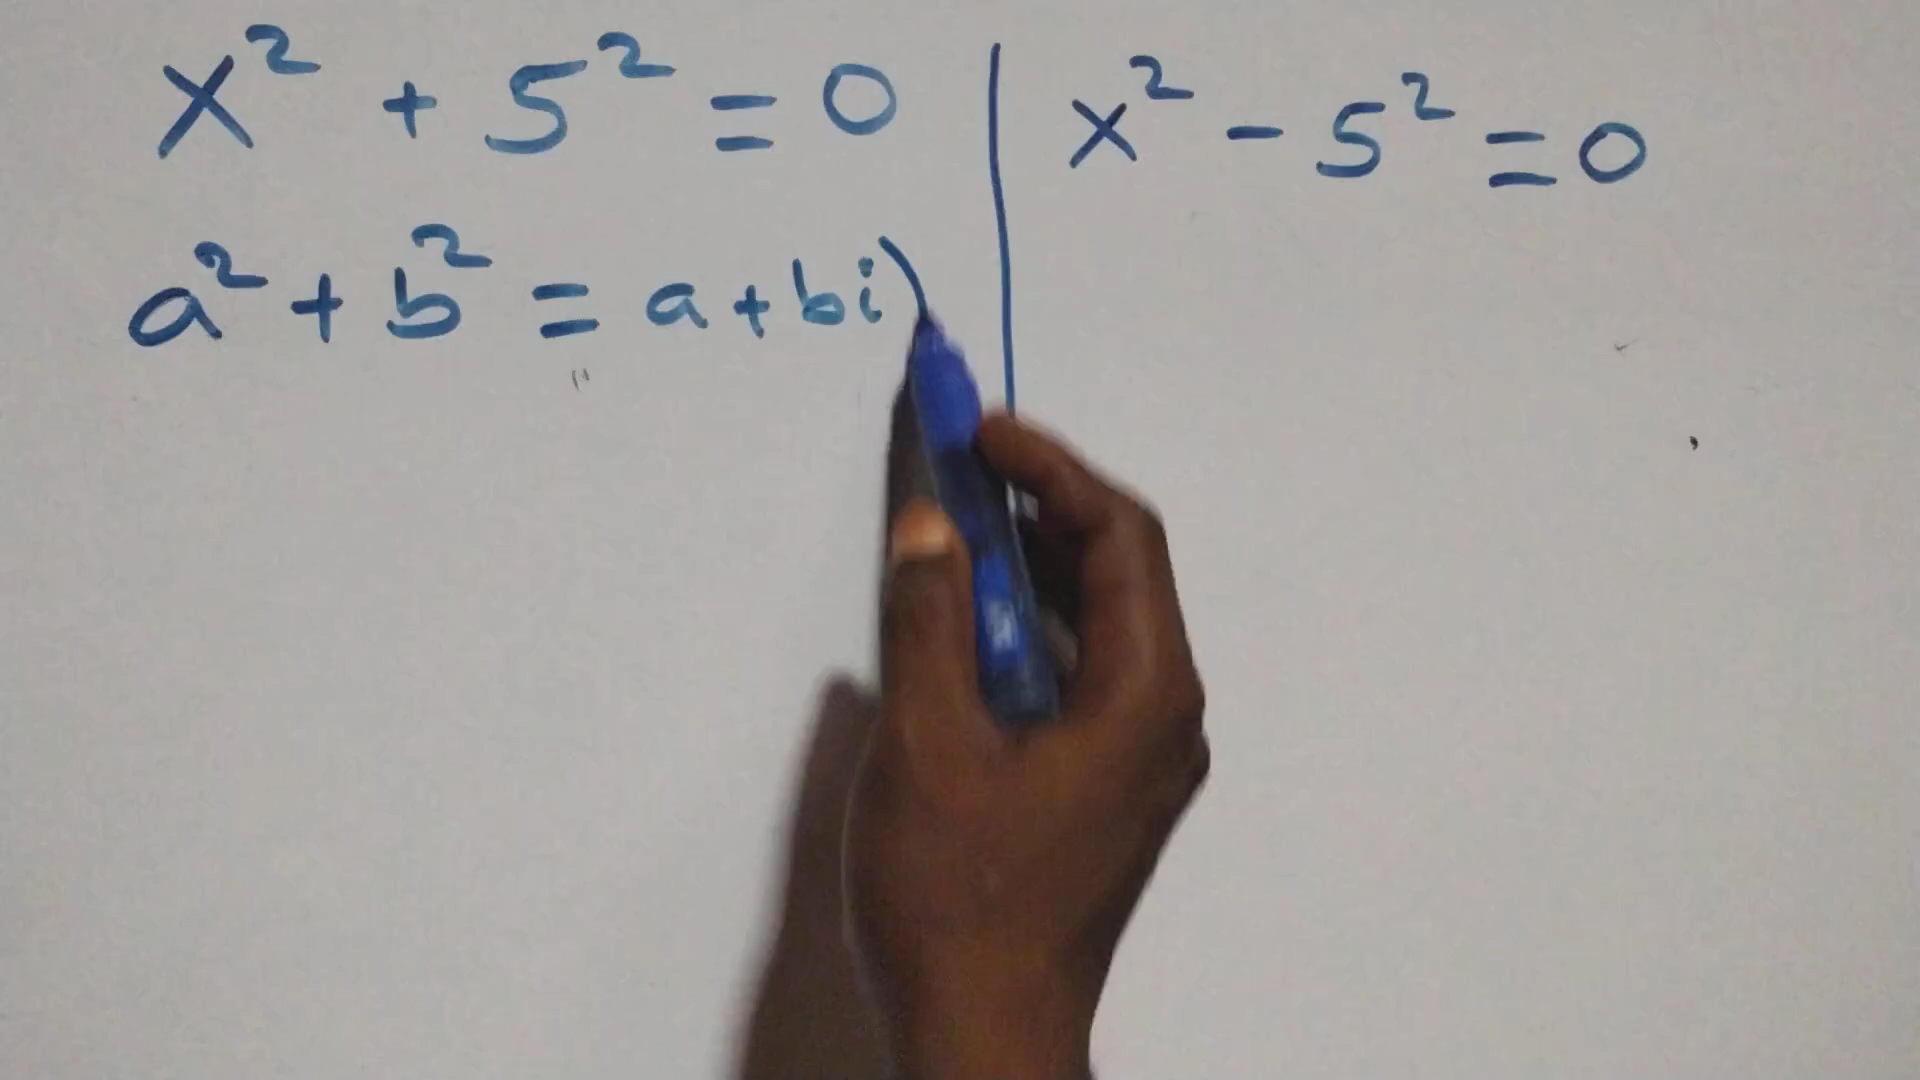 x² + 5² = 0
a² + b² = a + bi)
x² - 5² = 0